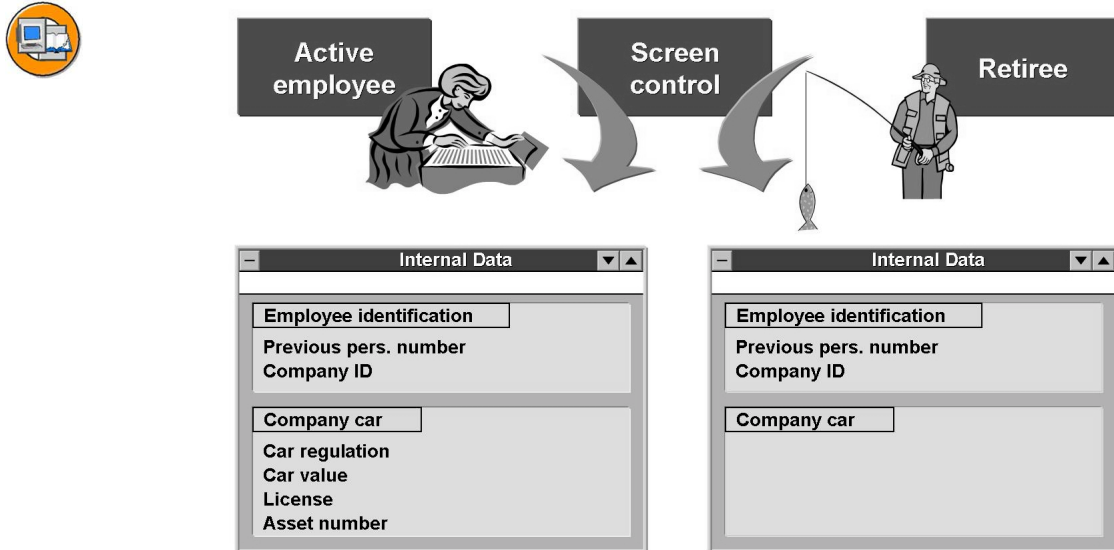 Active
employee
Screen
control
Retiree
Internal Data
Employee identification
Previous pers. number
Company ID
Company car
Car regulation
Car value
License
Asset number
Internal Data
Employee identification
Previous pers. number
Company ID
Company car